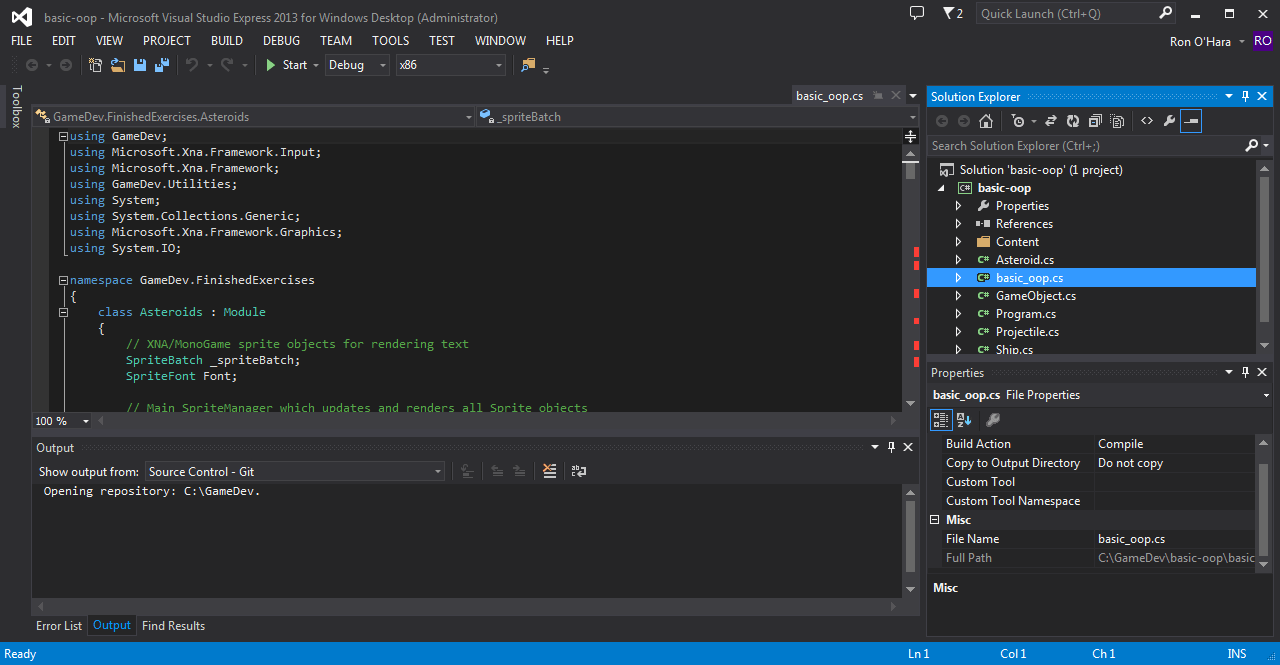 basic-oop - Microsoft Visual Studio Express 2013 for Windows Desktop (Administrator)
2
Quick Launch (Ctrl+Q)
FILE EDIT VIEW PROJECT BUILD DEBUG TEAM TOOLS TEST WINDOW HELP
Ron O'Hara RO
Start Debug x86
Toolbox
basic_oop.cs
GameDev.FinishedExercises.Asteroids
_spriteBatch
using GameDev;
using Microsoft.Xna.Framework.Input;
using Microsoft.Xna.Framework;
using GameDev.Utilities;
using System;
using System.Collections.Generic;
using Microsoft.Xna.Framework.Graphics;
using System.IO;
namespace GameDev.FinishedExercises
{
class Asteroids : Module
{
// XNA/MonoGame sprite objects for rendering text
SpriteBatch _spriteBatch;
SpriteFont Font;
// Main SpriteManager which updates and renders all Sprite objects
100 %
Output
Show output from: Source Control - Git
Opening repository: C:\GameDev.
Error List Output Find Results
Solution Explorer
Search Solution Explorer (Ctrl+;)
Solution 'basic-oop' (1 project)
C# basic-oop
Properties
References
Content
C# Asteroid.cs
C# basic_oop.cs
C# GameObject.cs
C# Program.cs
C# Projectile.cs
C# Ship.cs
Properties
basic_oop.cs File Properties
Build Action Compile
Copy to Output Directory Do not copy
Custom Tool
Custom Tool Namespace
Misc
File Name basic_oop.cs
Full Path C:\GameDev\basic-oop\basic
Misc
Ready Ln 1 Col 1 Ch 1 INS